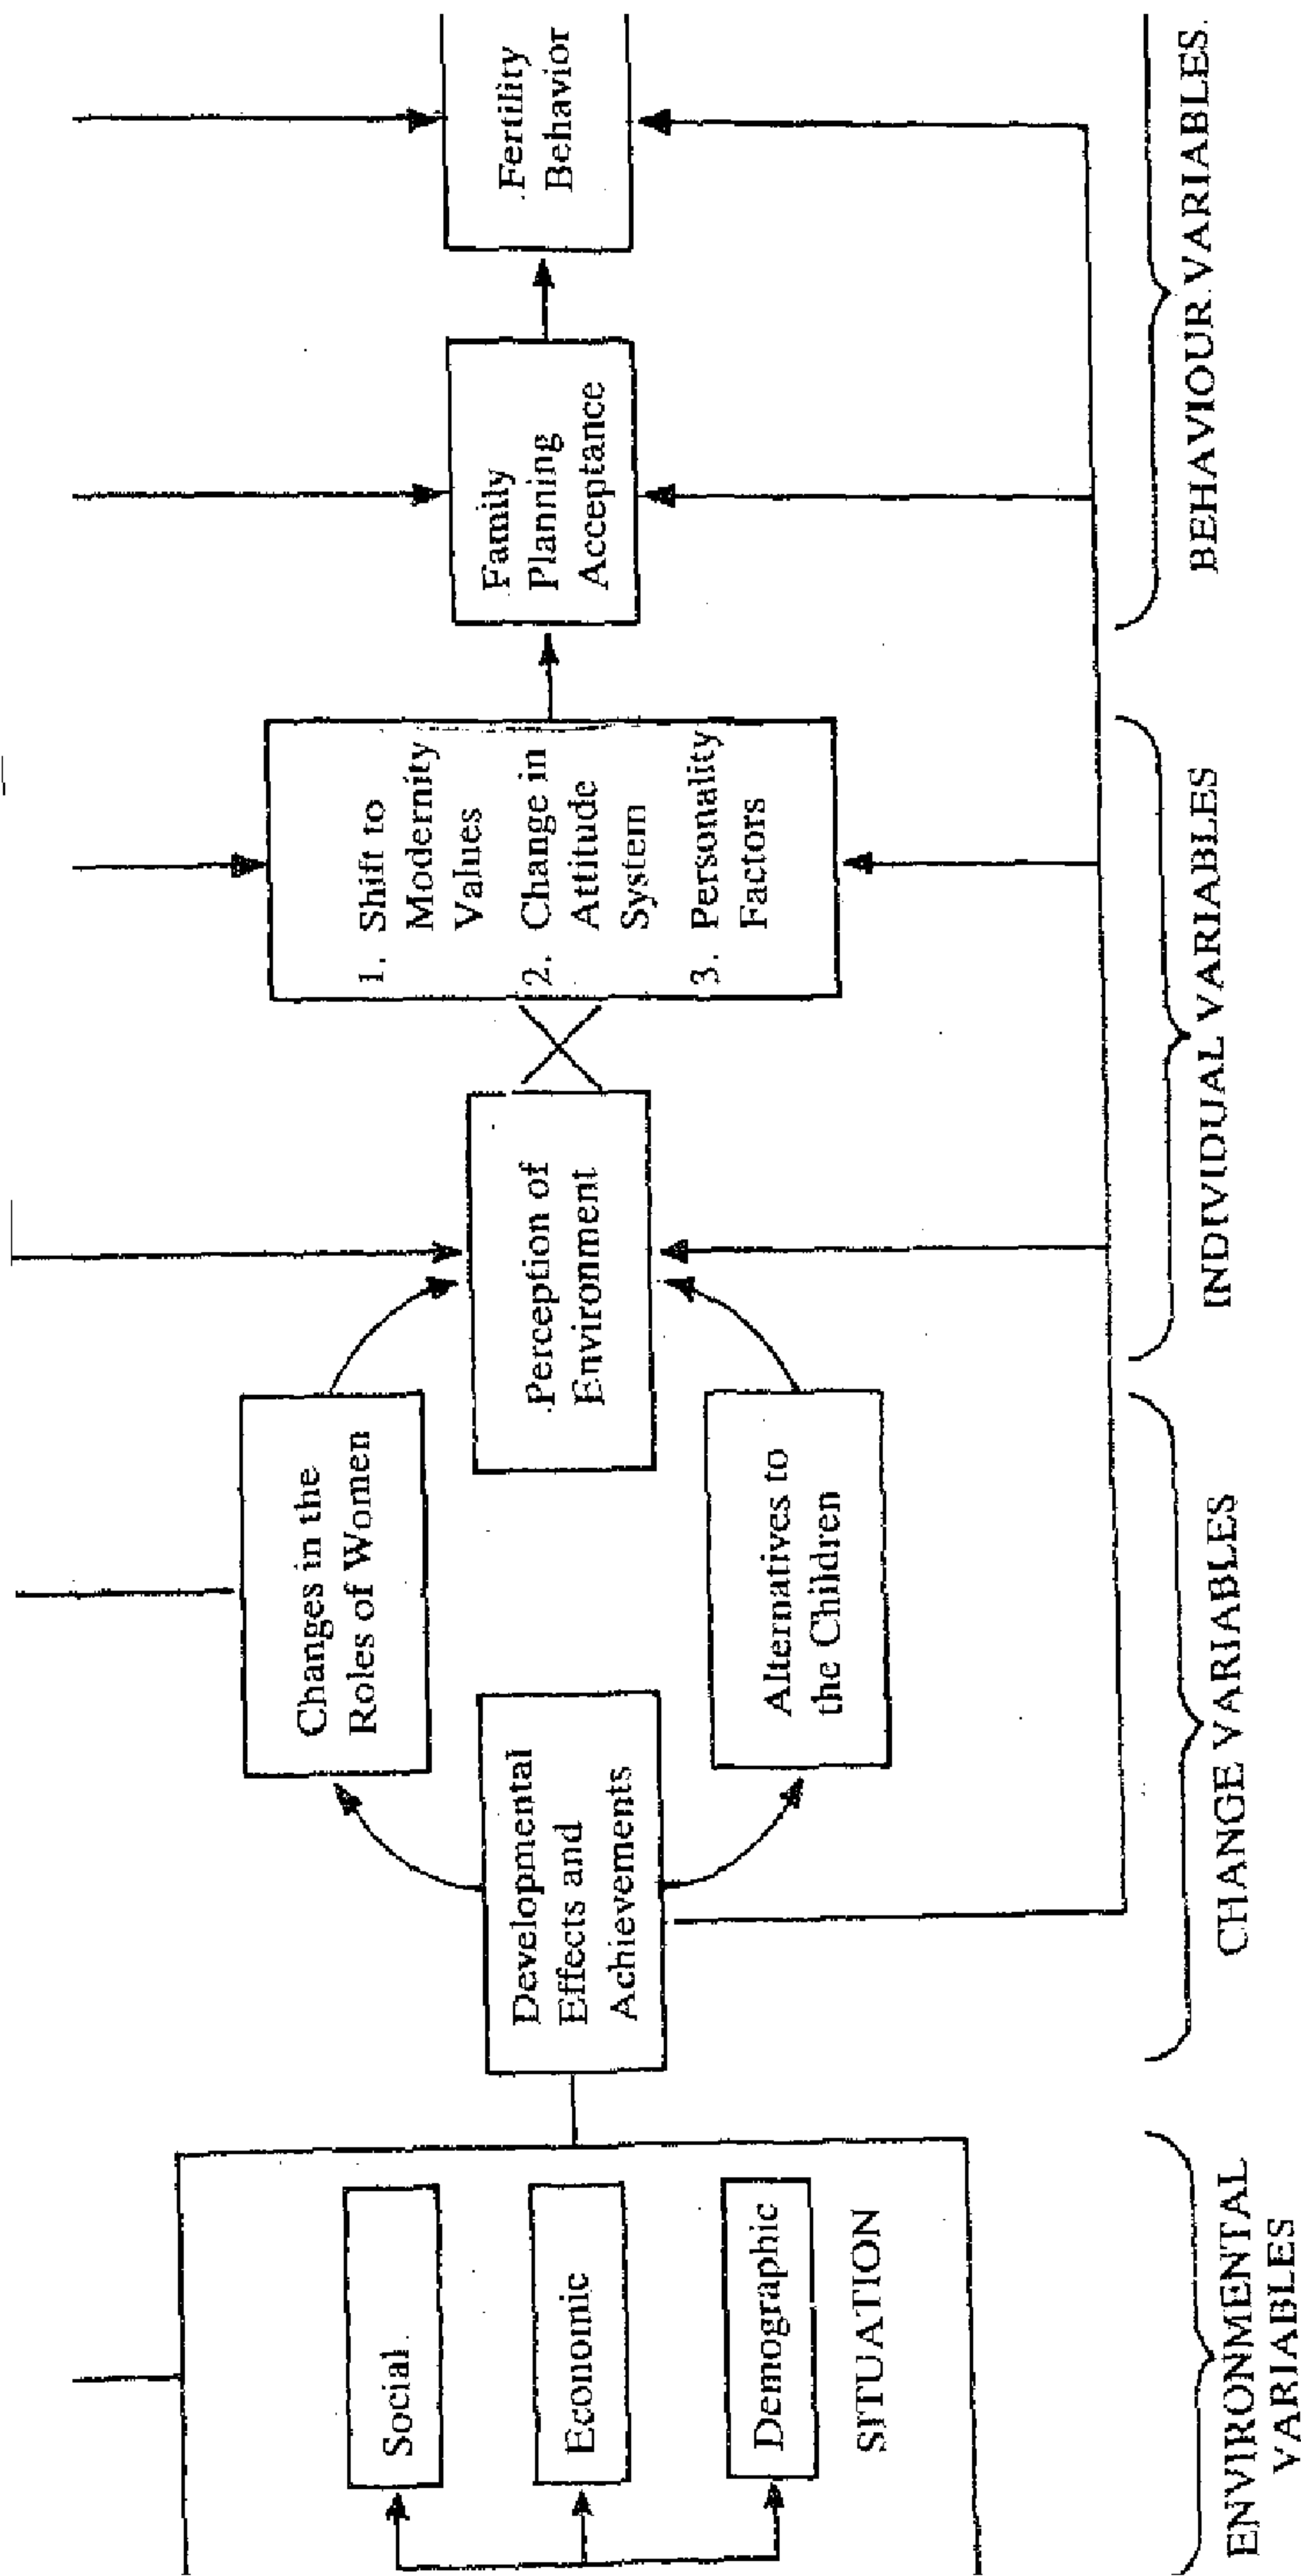 Social
Economic
Demographic
SITUATION
Developmental
Effects and
Achievements
Changes in the
Roles of Women
Alternatives to
the Children
Perception of
Environment
1. Shift to
Modernity
Values
2. Change in
Attitude
System
3. Personality
Factors
Family
Planning
Acceptance
Fertility
Behavior
ENVIRONMENTAL
VARIABLES
CHANGE VARIABLES
INDIVIDUAL VARIABLES
BEHAVIOUR VARIABLES